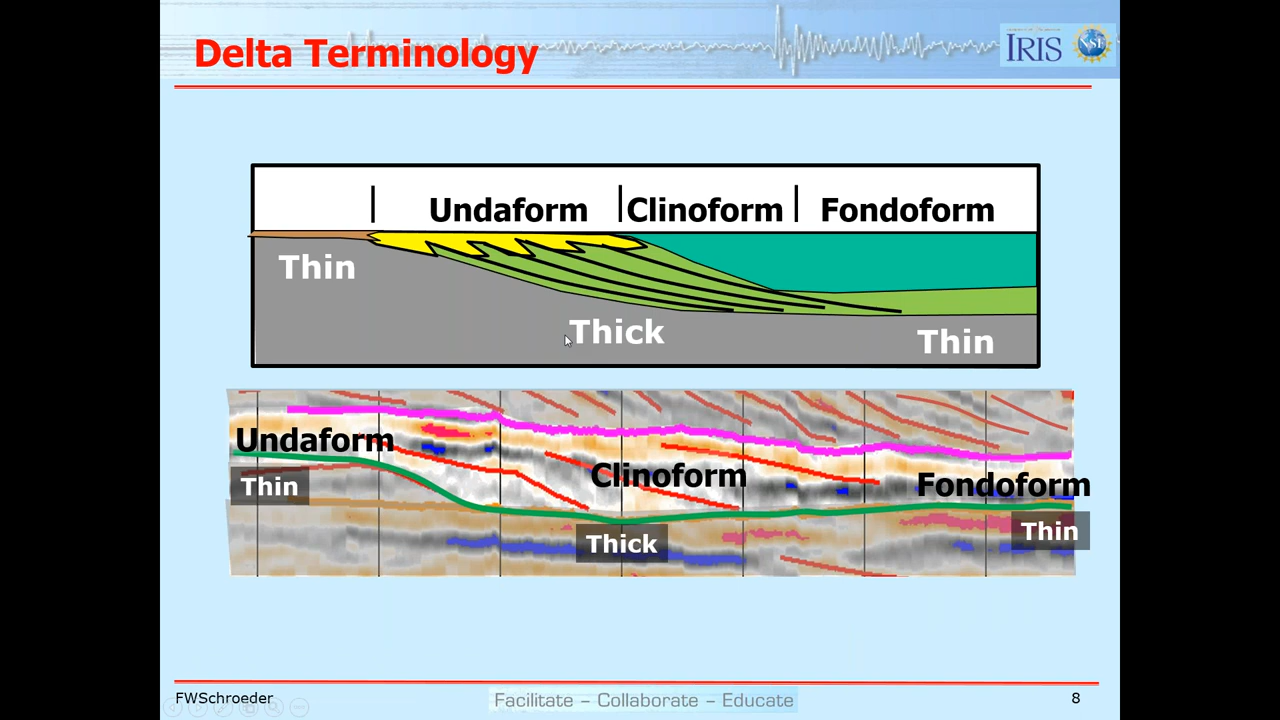 Delta Terminology
IRIS
NSF
Undaform
Clinoform
Fondoform
Thin
Thick
Thin
Undaform
Clinoform
Fondoform
Thin
Thick
Thin
FWSchroeder
Facilitate – Collaborate – Educate
8